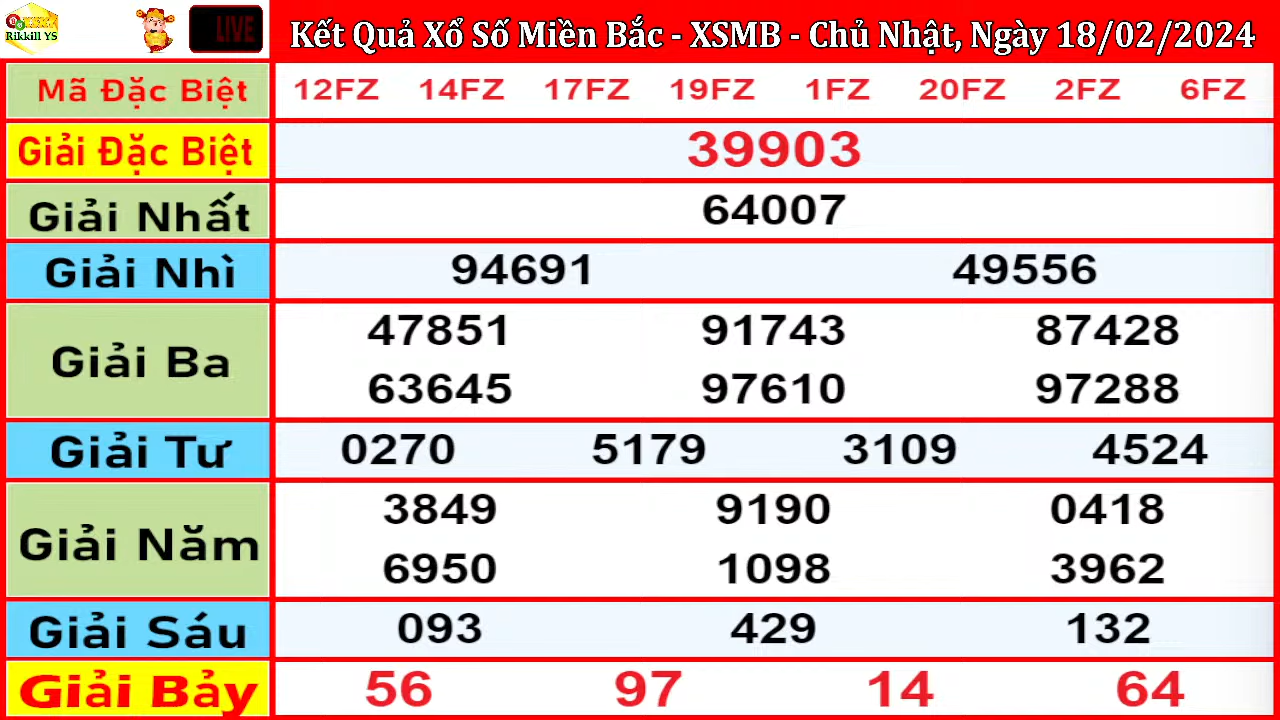 Rikkill YS
LIVE
Kết Quả Xổ Số Miền Bắc - XSMB - Chủ Nhật, Ngày 18/02/2024
Mã Đặc Biệt 12FZ 14FZ 17FZ 19FZ 1FZ 20FZ 2FZ 6FZ
Giải Đặc Biệt 39903
Giải Nhất 64007
Giải Nhì 94691 49556
Giải Ba
47851 91743 87428
63645 97610 97288
Giải Tư 0270 5179 3109 4524
Giải Năm
3849 9190 0418
6950 1098 3962
Giải Sáu 093 429 132
Giải Bảy 56 97 14 64